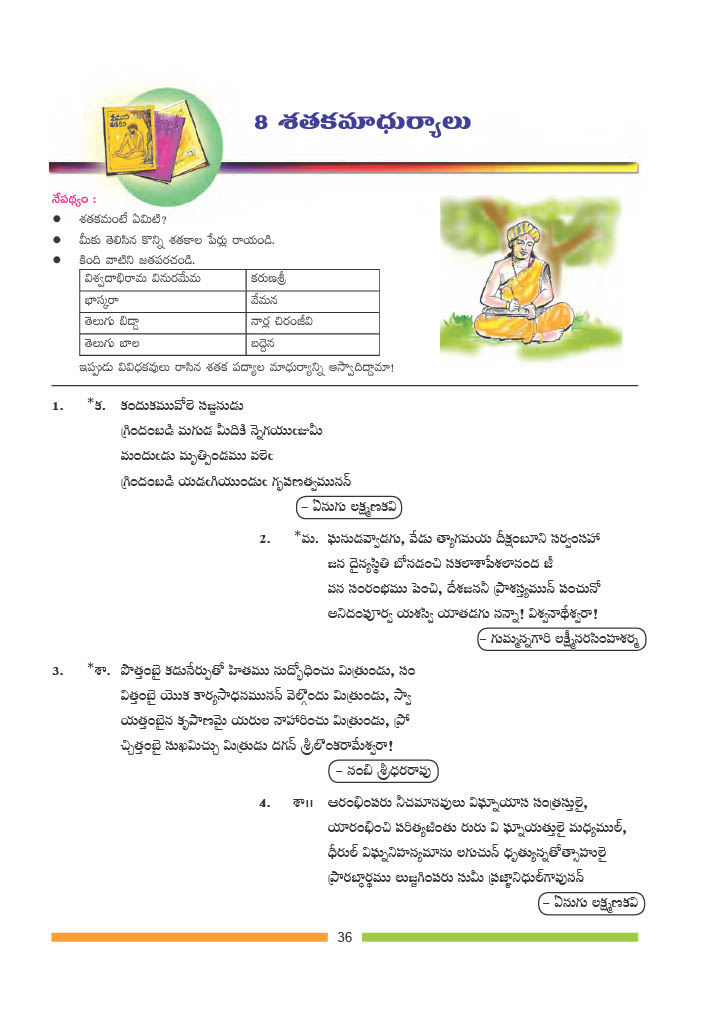 వేమన
శతకం
8 శతకమాధుర్యాలు
నేపథ్యం :
● శతకమంటే ఏమిటి?
● మీకు తెలిసిన కొన్ని శతకాల పేర్లు రాయండి.
● కింది వాటిని జతపరచండి.
విశ్వదాభిరామ వినురవేమ కరుణశ్రీ
భాస్కరా వేమన
తెలుగు బిడ్డా నార్ల చిరంజీవి
తెలుగు బాల బద్దెన
ఇప్పుడు వివిధకవులు రాసిన శతక పద్యాల మాధుర్యాన్ని ఆస్వాదిద్దామా!
1. *క. కందుకమువోలె సజ్జనుడు
గ్రిందంబడి మగుడ మీదికి న్నెగయుఁజుమీ
మందుఁడు మృత్పిండము వలెఁ
గ్రిందంబడి యడఁగియుండుఁ గృపణత్వమునన్
– ఏనుగు లక్ష్మణకవి
2. *మ. ఘనుడవ్వాడగు, వేడు త్యాగమయ దీక్షంబూని సర్వంసహా
జన దైన్యస్థితి బోనడంచి సకలాశాపేశలానంద జీ
వన సంరంభము పెంచి, దేశజననీ ప్రాశస్త్యమున్ పంచునో
అనిదంపూర్వ యశస్వి యాతడగు నన్నా! విశ్వనాథేశ్వరా!
– గుమ్మన్నగారి లక్ష్మీనరసింహశర్మ
3. *శా. పొత్తంబై కడునేర్పుతో హితము నుద్బోధించు మిత్రుండు, సం
విత్తంబై యొక కార్యసాధనమునన్ వెల్గొందు మిత్రుండు, స్వా
యత్తంబైన కృపాణమై యరుల నాహారించు మిత్రుండు, ప్రో
చ్చిత్తంబై సుఖమిచ్చు మిత్రుడు దగన్ శ్రీలొంకరామేశ్వరా!
– నంబి శ్రీధరరావు
4. శా॥ ఆరంభింపరు నీచమానవులు విఘ్నాయాస సంత్రస్తులై,
యారంభించి పరిత్యజింతు రురు వి ఘ్నాయత్తులై మధ్యముల్,
ధీరుల్ విఘ్ననిహన్యమాను లగుచున్ ధృత్యున్నతోత్సాహులై
ప్రారబ్ధార్థము లుజ్జగింపరు సుమీ ప్రజ్ఞానిధుల్‌గావునన్
– ఏనుగు లక్ష్మణకవి
36